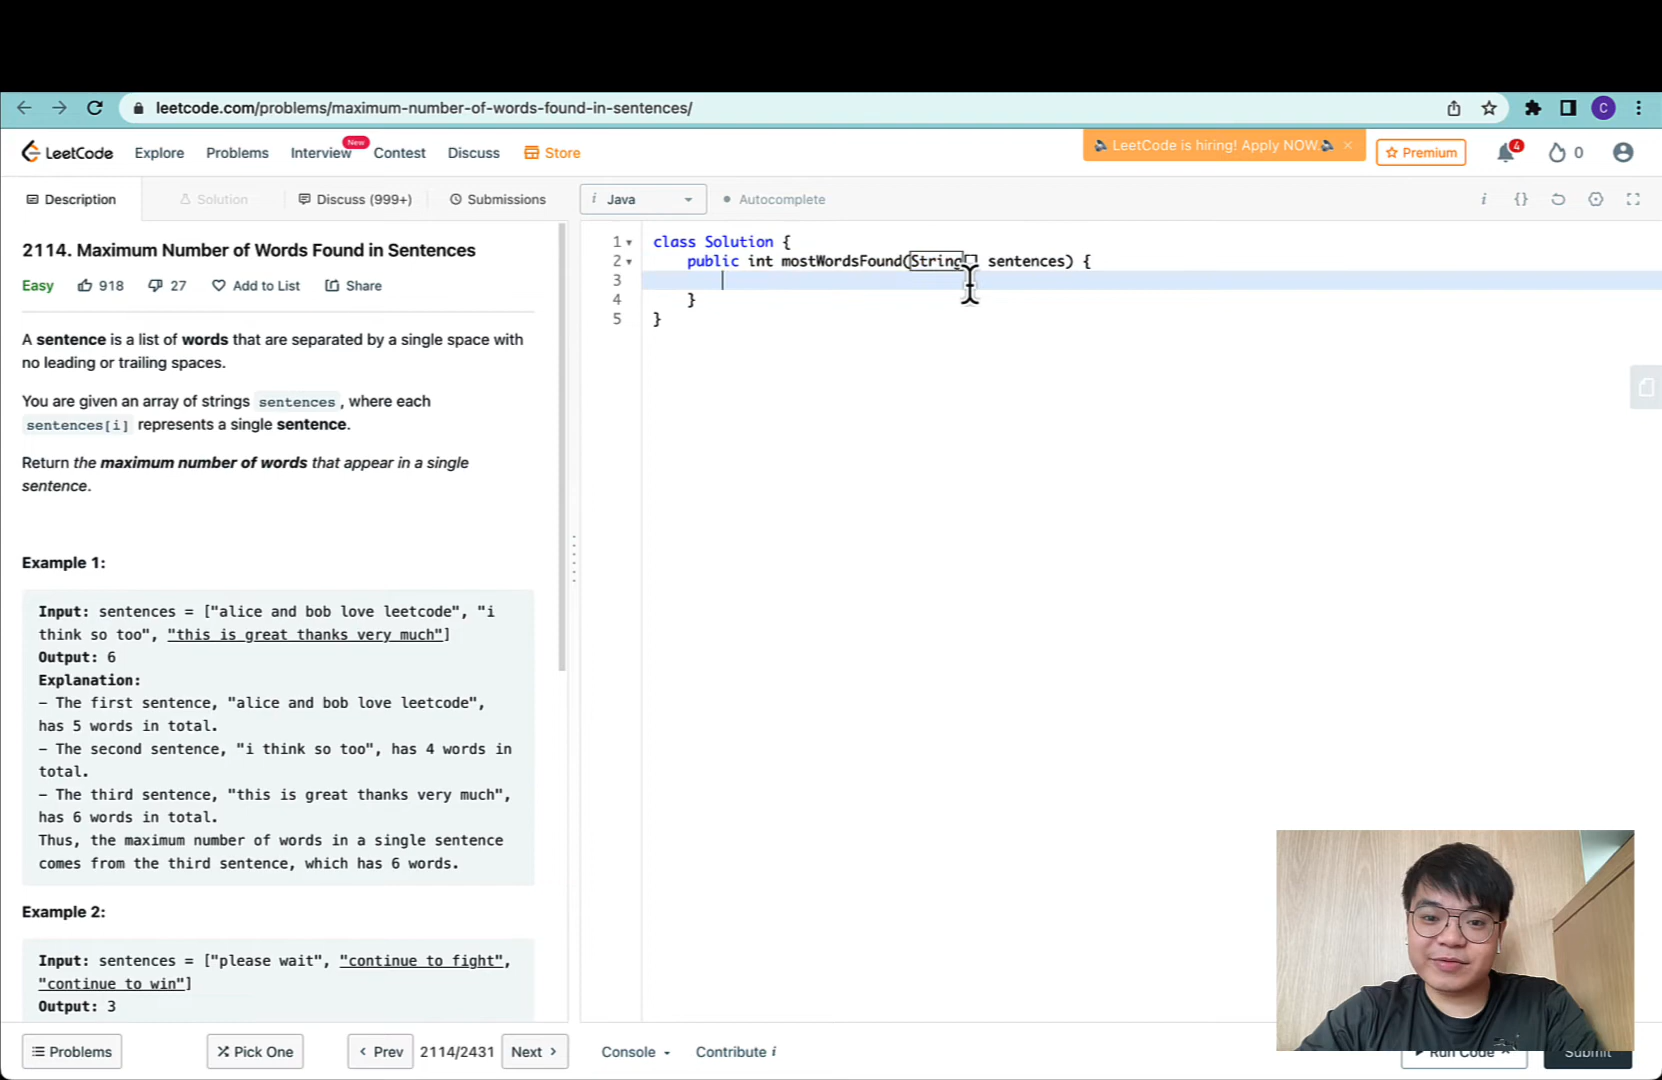 leetcode.com/problems/maximum-number-of-words-found-in-sentences/
C
LeetCode
Explore
Problems
Interview
New
Contest
Discuss
Store
LeetCode is hiring! Apply NOW
×
Premium
4
0
Description
Solution
Discuss (999+)
Submissions
i Java
Autocomplete
i {}
2114. Maximum Number of Words Found in Sentences
Easy 918 27 Add to List Share
A sentence is a list of words that are separated by a single space with
no leading or trailing spaces.
You are given an array of strings sentences, where each
sentences[i] represents a single sentence.
Return the maximum number of words that appear in a single
sentence.
Example 1:
Input: sentences = ["alice and bob love leetcode", "i
think so too", "this is great thanks very much"]
Output: 6
Explanation:
- The first sentence, "alice and bob love leetcode",
has 5 words in total.
- The second sentence, "i think so too", has 4 words in
total.
- The third sentence, "this is great thanks very much",
has 6 words in total.
Thus, the maximum number of words in a single sentence
comes from the third sentence, which has 6 words.
Example 2:
Input: sentences = ["please wait", "continue to fight",
"continue to win"]
Output: 3
1 class Solution {
2 public int mostWordsFound(String[] sentences) {
3
4 }
5 }
Problems
Pick One
< Prev
2114/2431
Next >
Console
Contribute i
Run Code
Submit